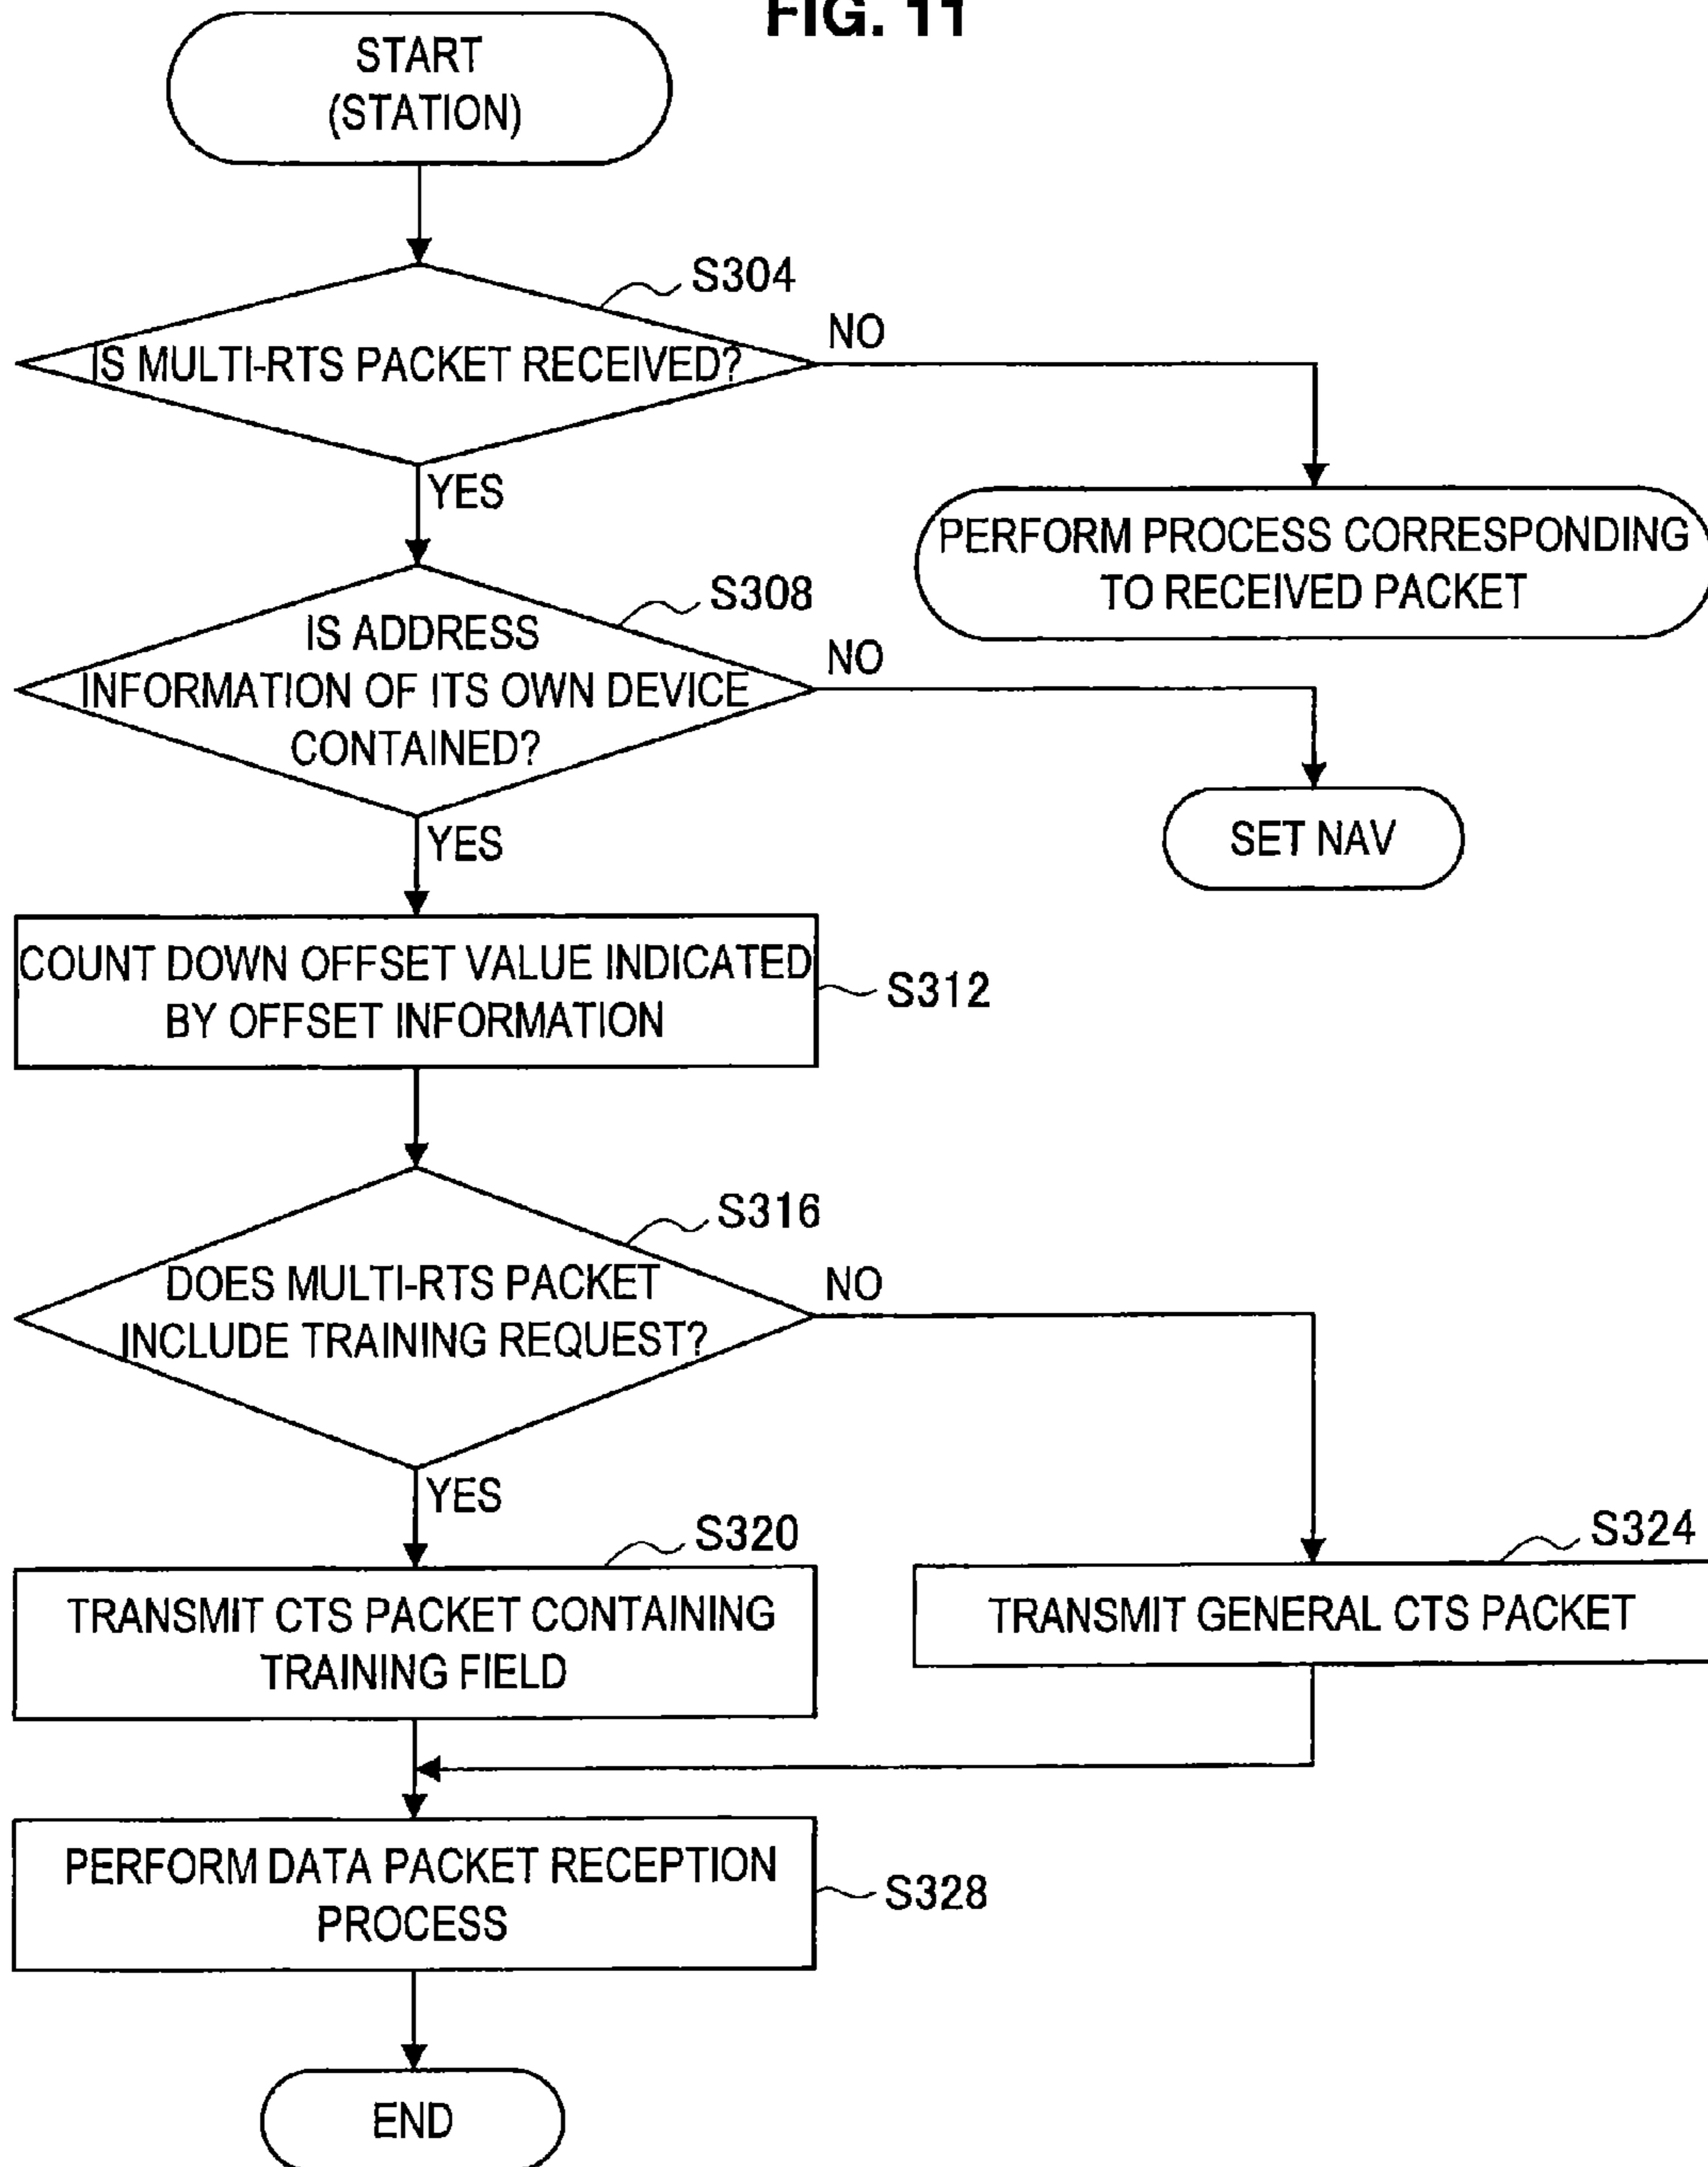 FIG. 11
START
(STATION)
S304
IS MULTI-RTS PACKET RECEIVED?
NO
YES
PERFORM PROCESS CORRESPONDING
TO RECEIVED PACKET
S308
IS ADDRESS
INFORMATION OF ITS OWN DEVICE
CONTAINED?
NO
YES
SET NAV
COUNT DOWN OFFSET VALUE INDICATED
BY OFFSET INFORMATION
S312
S316
DOES MULTI-RTS PACKET
INCLUDE TRAINING REQUEST?
NO
YES
S320
TRANSMIT CTS PACKET CONTAINING
TRAINING FIELD
S324
TRANSMIT GENERAL CTS PACKET
PERFORM DATA PACKET RECEPTION
PROCESS
S328
END